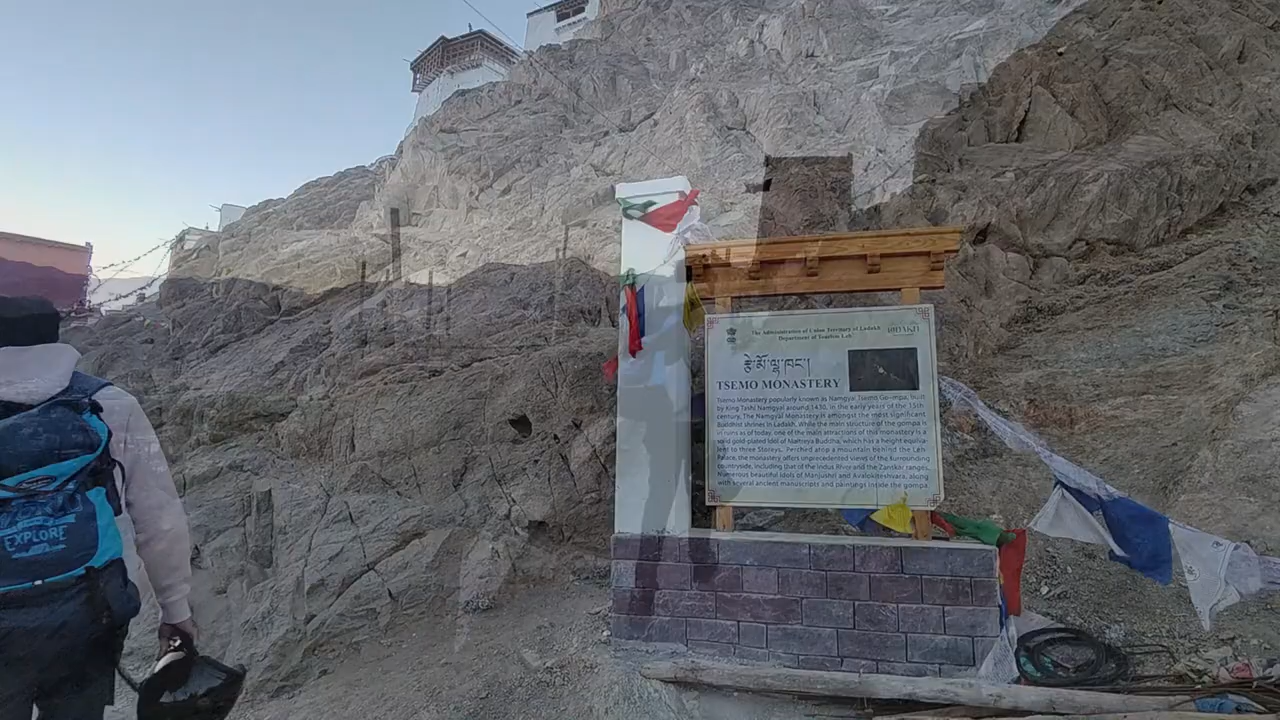 The Administration of Union Territory of Ladakh
Department of Tourism Leh
རྩེ་མོ་ལྷ་ཁང་།
TSEMO MONASTERY
Tsemo Monastery popularly known as Namgyal Tsemo Go-mpa, built
by King Tashi Namgyal around 1430, in the early years of the 15th
century. The Namgyal Monastery is amongst the most significant
Buddhist shrines in Ladakh. While the main structure of the gompa is
in ruins as of today, one of the main attractions of this monastery is a
solid gold-plated idol of Maitreya Buddha, which has a height equiva-
lent to three Storeys. Perched atop a mountain behind the Leh
Palace, the monastery offers unprecedented views of the surrounding
countryside, including that of the Indus River and the Zanskar ranges.
Numerous beautiful idols of Manjushri and Avalokiteshvara, along
with several ancient manuscripts and paintings inside the gompa.
EXPLORE